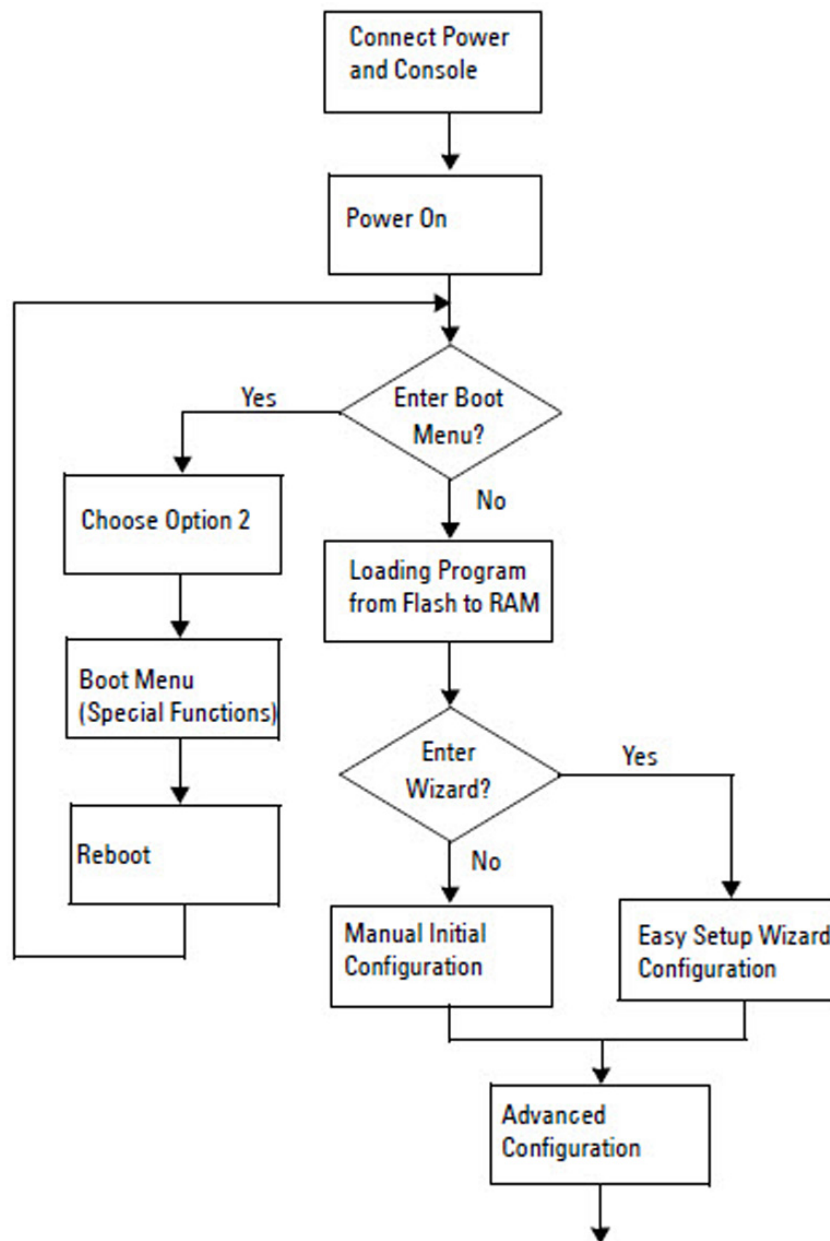 Connect Power
and Console
Power On
Enter Boot
Menu?
Yes
No
Choose Option 2
Loading Program
from Flash to RAM
Boot Menu
(Special Functions)
Enter
Wizard?
Yes
No
Reboot
Manual Initial
Configuration
Easy Setup Wizard
Configuration
Advanced
Configuration